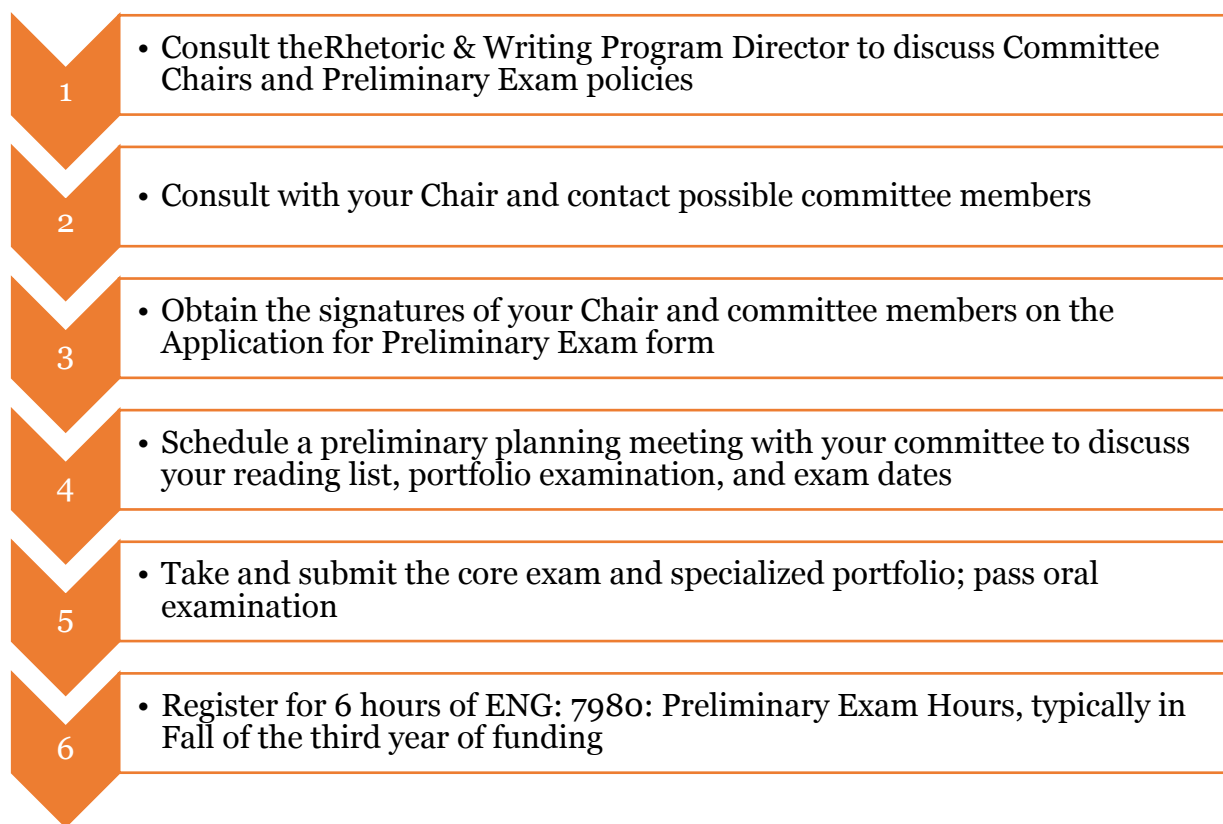 • Consult theRhetoric & Writing Program Director to discuss Committee
Chairs and Preliminary Exam policies
1
• Consult with your Chair and contact possible committee members
2
• Obtain the signatures of your Chair and committee members on the
Application for Preliminary Exam form
3
• Schedule a preliminary planning meeting with your committee to discuss
your reading list, portfolio examination, and exam dates
4
• Take and submit the core exam and specialized portfolio; pass oral
examination
5
• Register for 6 hours of ENG: 7980: Preliminary Exam Hours, typically in
Fall of the third year of funding
6